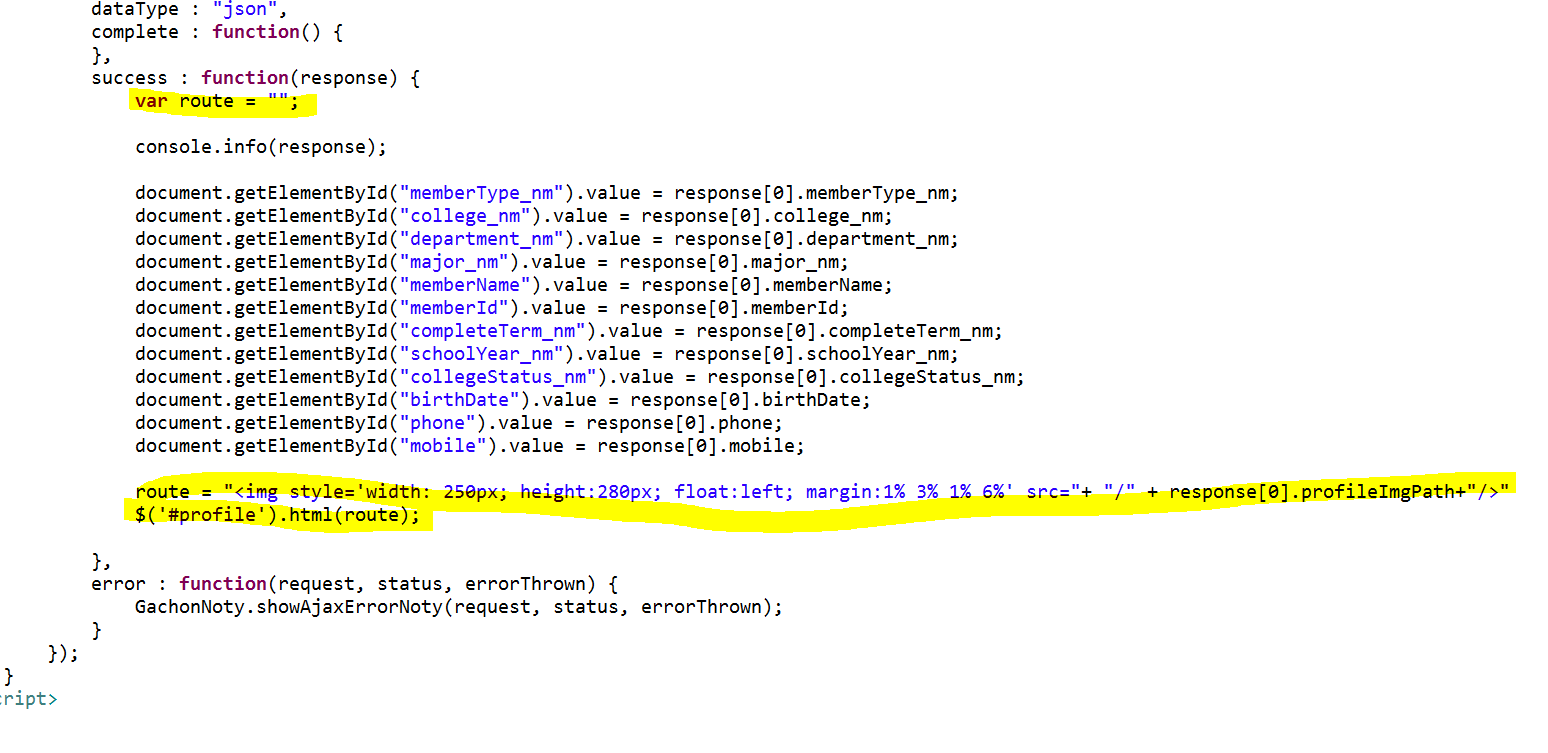 dataType : "json",
complete : function() {
},
success : function(response) {
var route = "";
console.info(response);
document.getElementById("memberType_nm").value = response[0].memberType_nm;
document.getElementById("college_nm").value = response[0].college_nm;
document.getElementById("department_nm").value = response[0].department_nm;
document.getElementById("major_nm").value = response[0].major_nm;
document.getElementById("memberName").value = response[0].memberName;
document.getElementById("memberId").value = response[0].memberId;
document.getElementById("completeTerm_nm").value = response[0].completeTerm_nm;
document.getElementById("schoolYear_nm").value = response[0].schoolYear_nm;
document.getElementById("collegeStatus_nm").value = response[0].collegeStatus_nm;
document.getElementById("birthDate").value = response[0].birthDate;
document.getElementById("phone").value = response[0].phone;
document.getElementById("mobile").value = response[0].mobile;
route = "<img style='width: 250px; height:280px; float:left; margin:1% 3% 1% 6%' src="+ "/" + response[0].profileImgPath+"/>"
$('#profile').html(route);
},
error : function(request, status, errorThrown) {
GachonNoty.showAjaxErrorNoty(request, status, errorThrown);
}
});
}
cript>